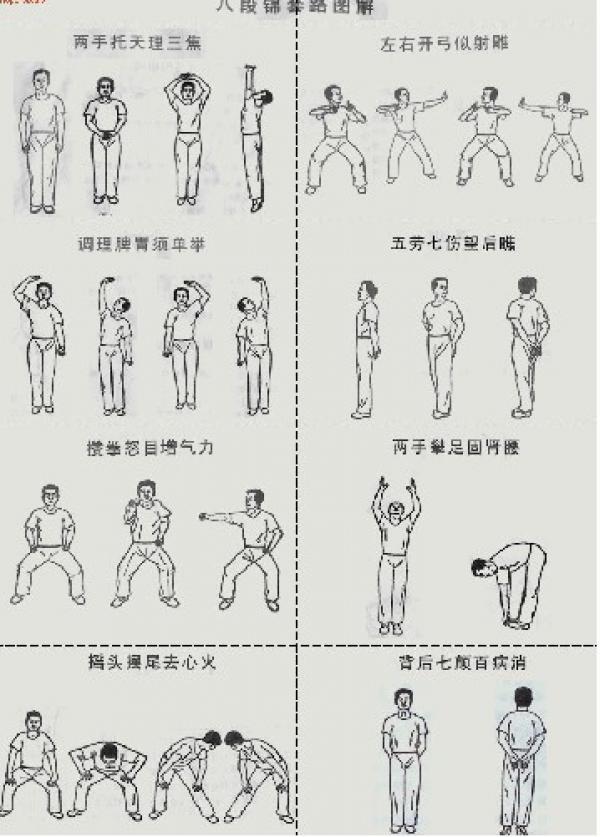 八段锦套路图解
两手托天理三焦
左右开弓似射雕
调理脾胃须单举
五劳七伤望后瞧
攒拳怒目增气力
两手攀足固肾腰
摇头摆尾去心火
背后七颠百病消